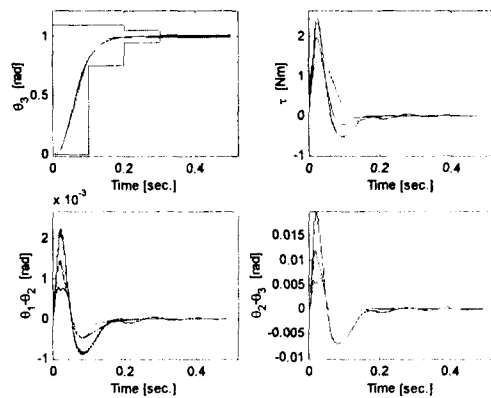 1
0.5
0
θ₃ [rad]
0 0.2 0.4
Time [sec.]
2
1
0
-1
τ [Nm]
0 0.2 0.4
Time [sec.]
x 10⁻³
2
1
0
-1
θ₁-θ₂ [rad]
0 0.2 0.4
Time [sec.]
0.015
0.01
0.005
0
-0.005
-0.01
θ₂-θ₃ [rad]
0 0.2 0.4
Time [sec.]